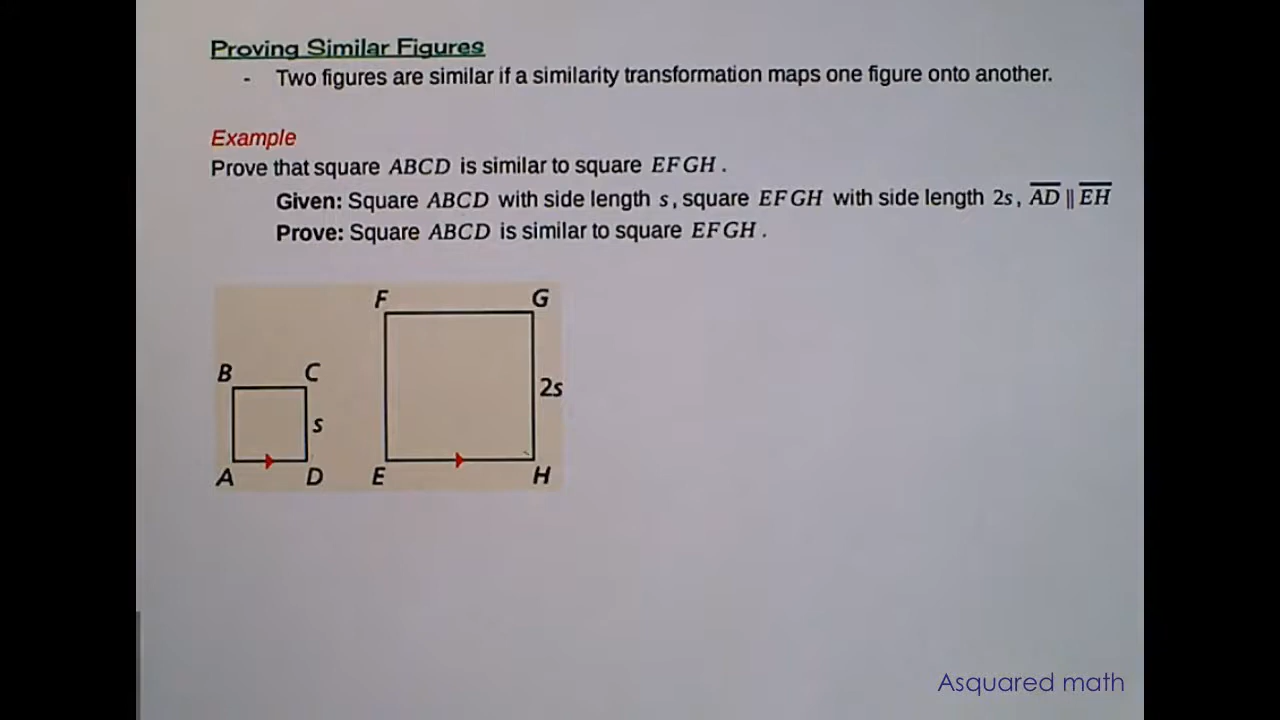 Proving Similar Figures
- Two figures are similar if a similarity transformation maps one figure onto another.
Example
Prove that square ABCD is similar to square EFGH.
Given: Square ABCD with side length s, square EFGH with side length 2s, A̅D̅ ∥ E̅H̅
Prove: Square ABCD is similar to square EFGH.
F G
B C
2s
s
A D E H
Asquared math